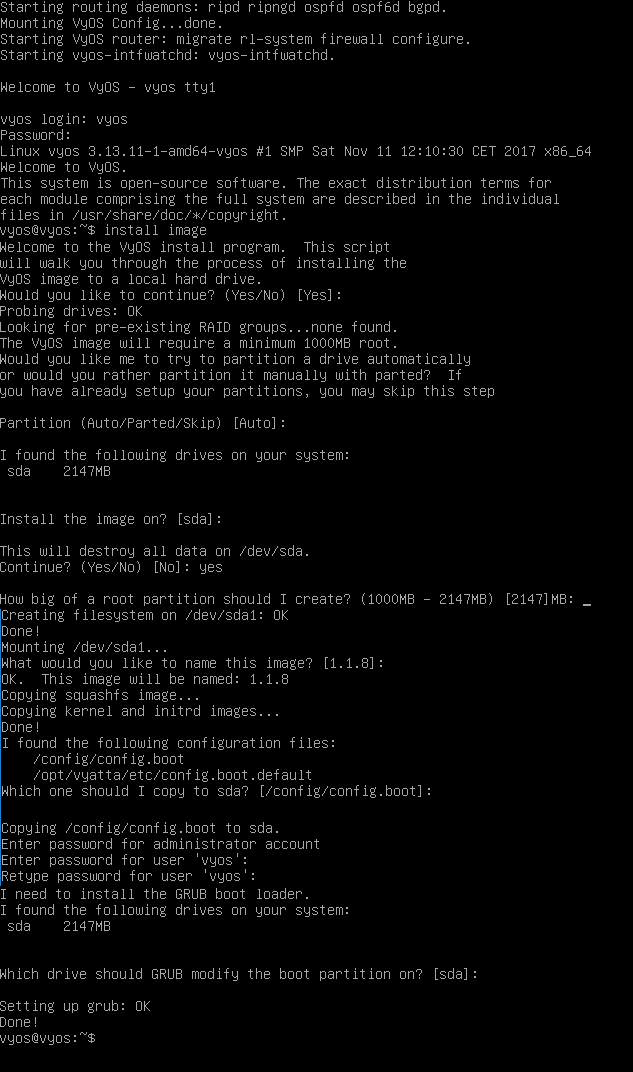 Starting routing daemons: ripd ripngd ospfd ospf6d bgpd.
Mounting VyOS Config...done.
Starting VyOS router: migrate rl-system firewall configure.
Starting vyos-intfwatchd: vyos-intfwatchd.
Welcome to VyOS - vyos tty1
vyos login: vyos
Password:
Linux vyos 3.13.11-1-amd64-vyos #1 SMP Sat Nov 11 12:10:30 CET 2017 x86_64
Welcome to VyOS.
This system is open-source software. The exact distribution terms for
each module comprising the full system are described in the individual
files in /usr/share/doc/*/copyright.
vyos@vyos:~$ install image
Welcome to the VyOS install program.  This script
will walk you through the process of installing the
VyOS image to a local hard drive.
Would you like to continue? (Yes/No) [Yes]:
Probing drives: OK
Looking for pre-existing RAID groups...none found.
The VyOS image will require a minimum 1000MB root.
Would you like me to try to partition a drive automatically
or would you rather partition it manually with parted?  If
you have already setup your partitions, you may skip this step
Partition (Auto/Parted/Skip) [Auto]:
I found the following drives on your system:
 sda    2147MB
Install the image on? [sda]:
This will destroy all data on /dev/sda.
Continue? (Yes/No) [No]: yes
How big of a root partition should I create? (1000MB - 2147MB) [2147]MB: _
Creating filesystem on /dev/sda1: OK
Done!
Mounting /dev/sda1...
What would you like to name this image? [1.1.8]:
OK.  This image will be named: 1.1.8
Copying squashfs image...
Copying kernel and initrd images...
Done!
I found the following configuration files:
    /config/config.boot
    /opt/vyatta/etc/config.boot.default
Which one should I copy to sda? [/config/config.boot]:
Copying /config/config.boot to sda.
Enter password for administrator account
Enter password for user 'vyos':
Retype password for user 'vyos':
I need to install the GRUB boot loader.
I found the following drives on your system:
 sda    2147MB
Which drive should GRUB modify the boot partition on? [sda]:
Setting up grub: OK
Done!
vyos@vyos:~$